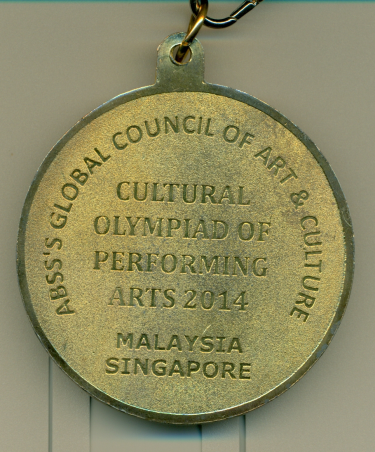 ABSS'S GLOBAL COUNCIL OF ART & CULTURE
CULTURAL
OLYMPIAD OF
PERFORMING
ARTS 2014
MALAYSIA
SINGAPORE